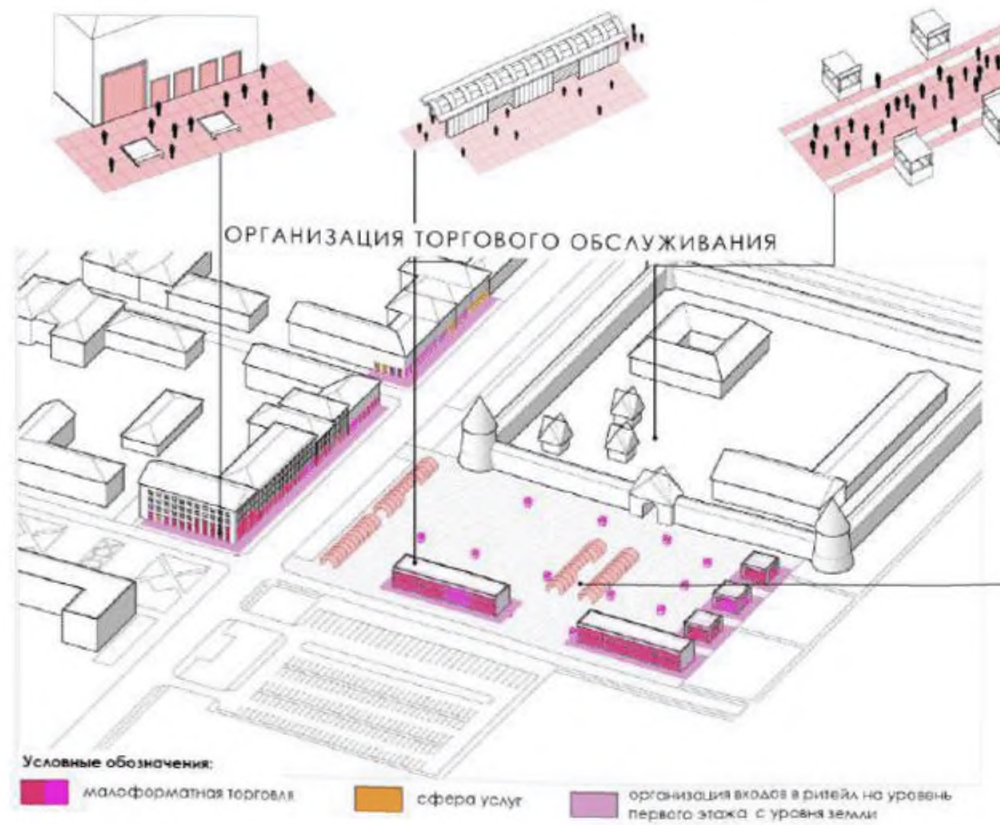 ОРГАНИЗАЦИЯ ТОРГОВОГО ОБСЛУЖИВАНИЯ
Условные обозначения:
малоформатная торговля
сфера услуг
организация входов в ритейл на уровень
первого этажа с уровня земли